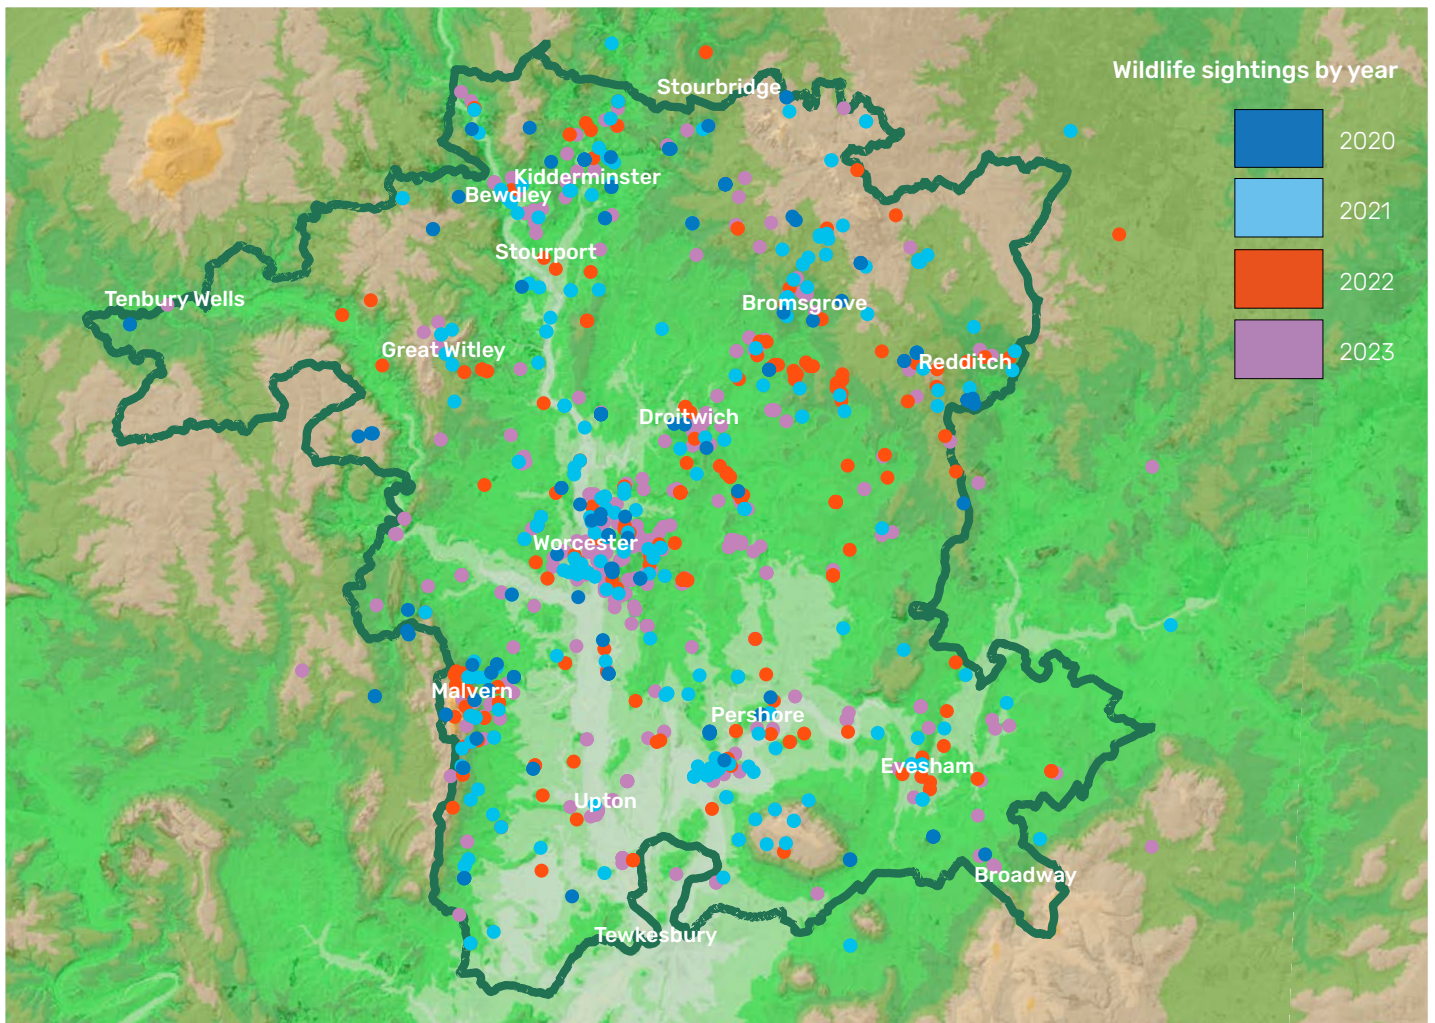 Stourbridge
Wildlife sightings by year
2020
Kidderminster
Bewdley
2021
Stourport
Tenbury Wells
Bromsgrove
2022
Great Witley
Redditch
2023
Droitwich
Worcester
Malvern
Pershore
Evesham
Upton
Broadway
Tewkesbury